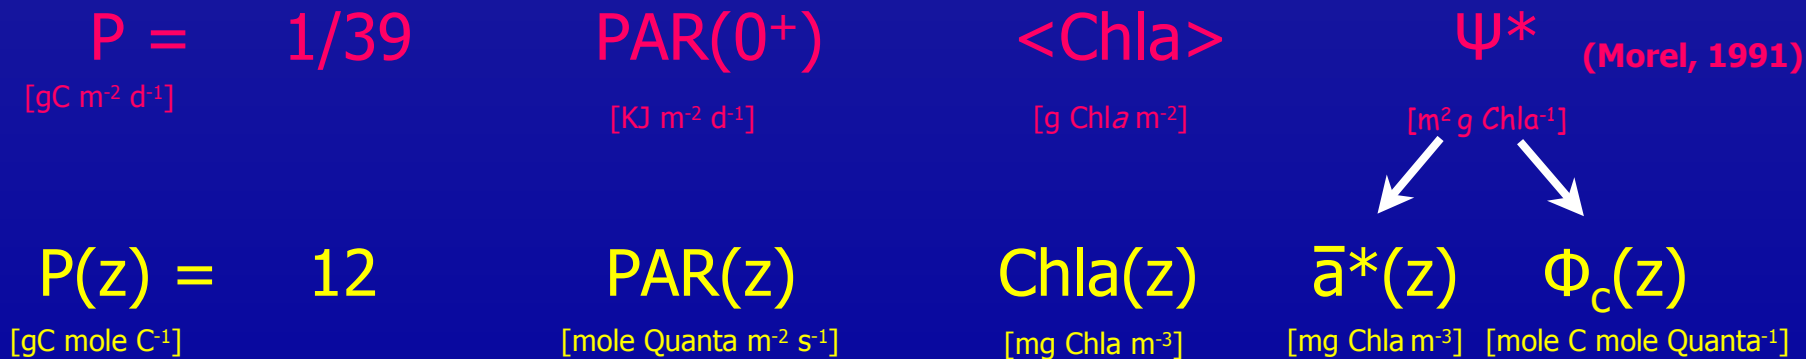 P = 1/39 PAR(0⁺) <Chla> Ψ* (Morel, 1991)
[gC m⁻² d⁻¹] [KJ m⁻² d⁻¹] [g Chla m⁻²] [m² g Chla⁻¹]
P(z) = 12 PAR(z) Chla(z) a̅*(z) Φc(z)
[gC mole C⁻¹] [mole Quanta m⁻² s⁻¹] [mg Chla m⁻³] [mg Chla m⁻³] [mole C mole Quanta⁻¹]